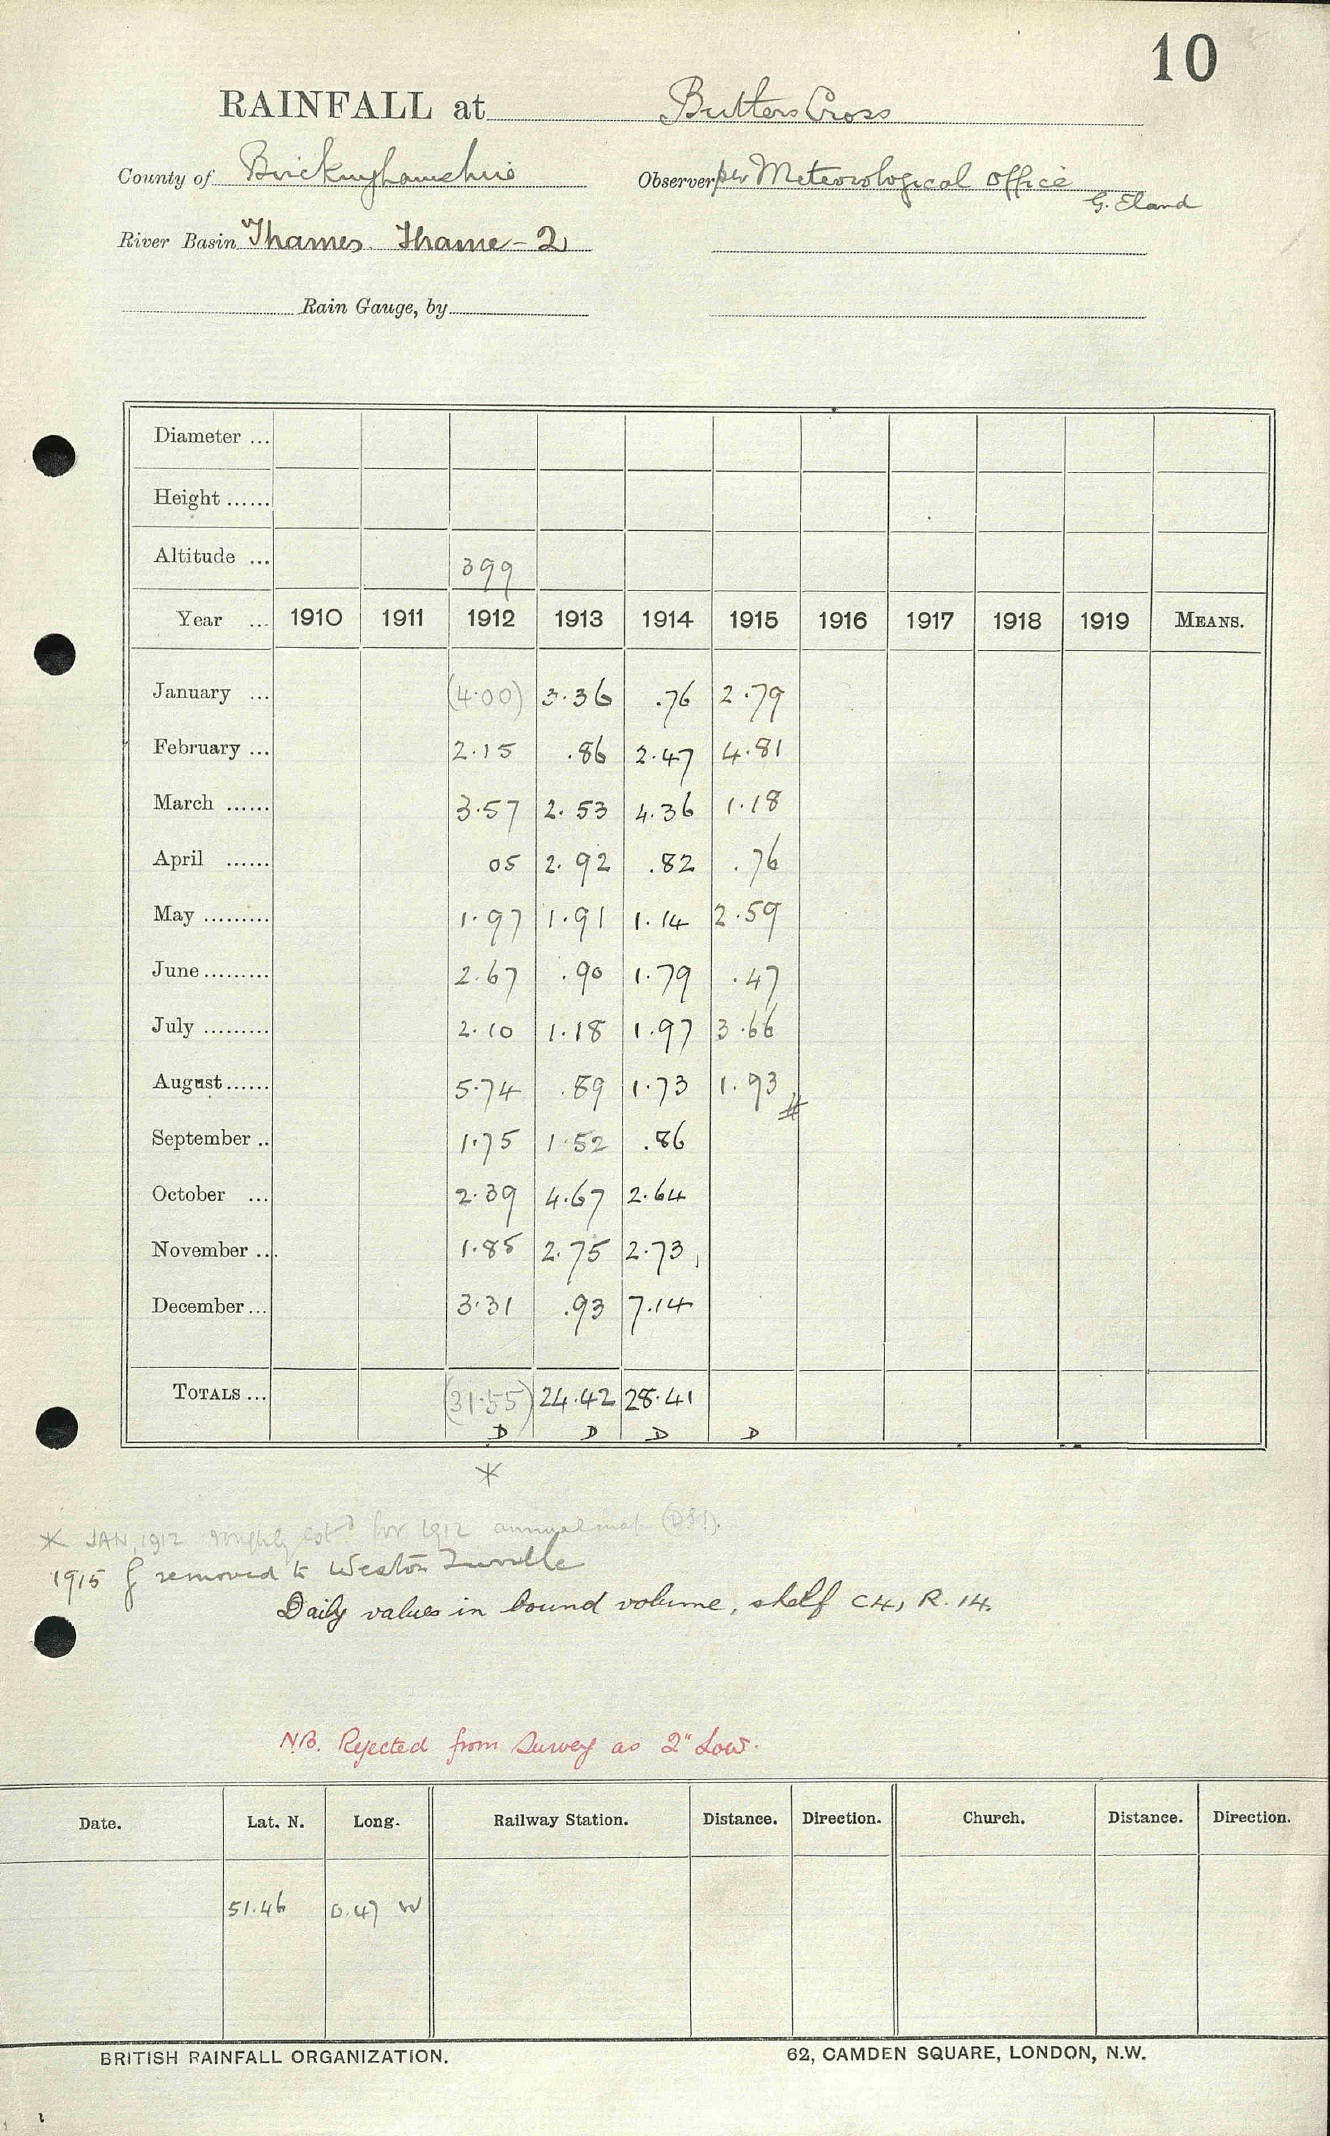 10
RAINFALL at Butlers Cross
County of Buckinghamshire Observer per Meteorological Office
G. Eland
River Basin Thames Thame - 2
Rain Gauge, by
Diameter ...
Height ......
Altitude ... 399
Year ... 1910 1911 1912 1913 1914 1915 1916 1917 1918 1919 MEANS.
January ... (4.00) 3.36 .76 2.79
February ... 2.15 .86 2.47 4.81
March ...... 3.57 2.53 4.36 1.18
April ...... 05 2.92 .82 .76
May ......... 1.97 1.91 1.14 2.59
June ......... 2.67 .90 1.79 .47
July ......... 2.10 1.18 1.97 3.66
August ...... 5.74 .89 1.73 1.93 #
September .. 1.75 1.52 .86
October ... 2.39 4.67 2.64
November ... 1.85 2.75 2.73
December ... 3.31 .93 7.14
TOTALS ... (31.55) 24.42 28.41
D D D D
*
* JAN, 1912 roughly estd for 1912 annual map
1915 g removed to Weston Turville
Daily values in bound volume, shelf C4, R. 14.
N.B. Rejected from Survey as 2" Low.
Date. Lat. N. Long. Railway Station. Distance. Direction. Church. Distance. Direction.
51.46 0.47 W
BRITISH RAINFALL ORGANIZATION. 62, CAMDEN SQUARE, LONDON, N.W.